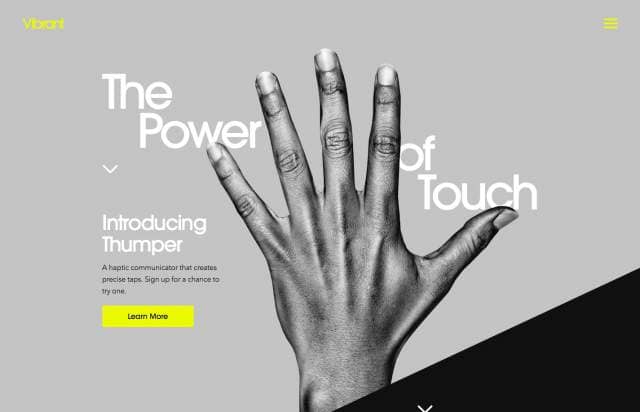 Vibrant
The
Power
of
Touch
Introducing
Thumper
A haptic communicator that creates
precise taps. Sign up for a chance to
try one.
Learn More